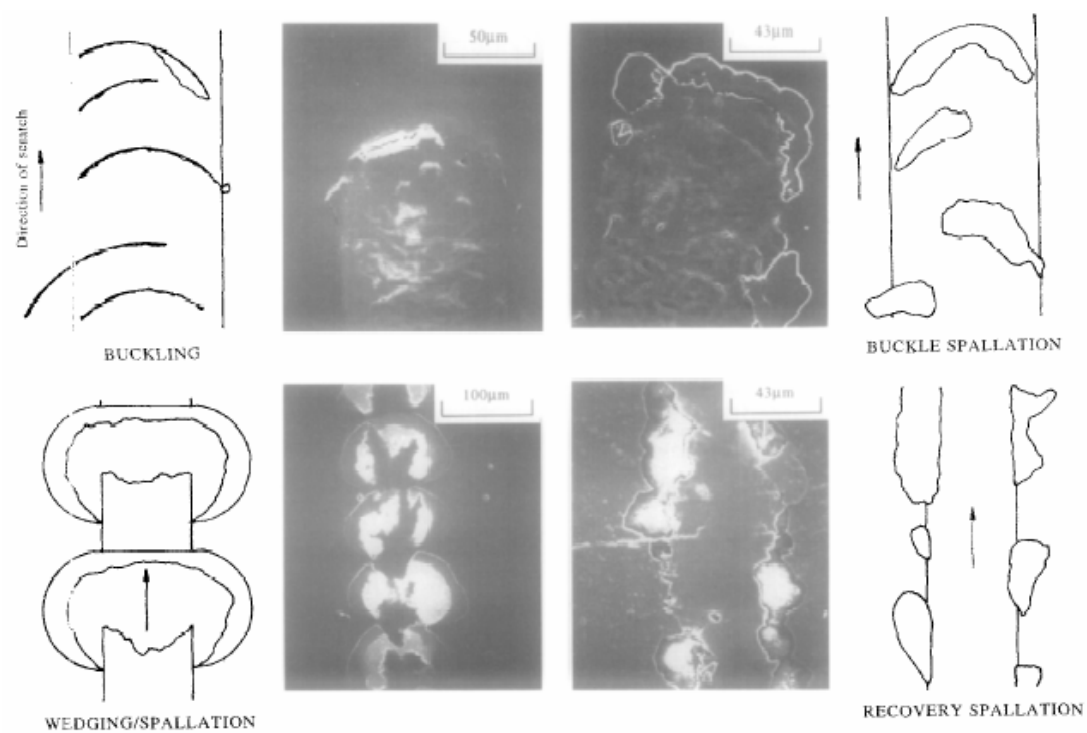 50μm
43μm
Direction of scratch
BUCKLING
BUCKLE SPALLATION
100μm
43μm
WEDGING/SPALLATION
RECOVERY SPALLATION